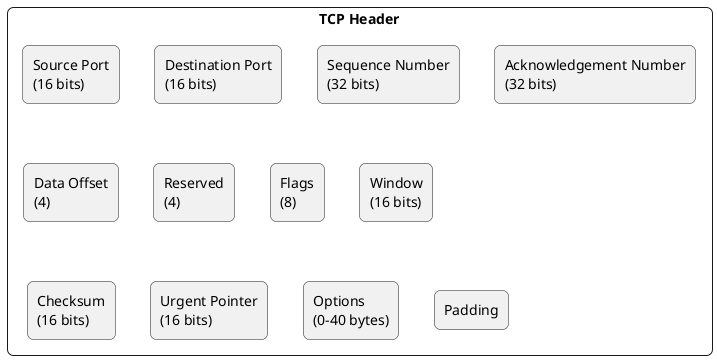 TCP Header
Source Port
(16 bits)
Destination Port
(16 bits)
Sequence Number
(32 bits)
Acknowledgement Number
(32 bits)
Data Offset
(4)
Reserved
(4)
Flags
(8)
Window
(16 bits)
Checksum
(16 bits)
Urgent Pointer
(16 bits)
Options
(0-40 bytes)
Padding